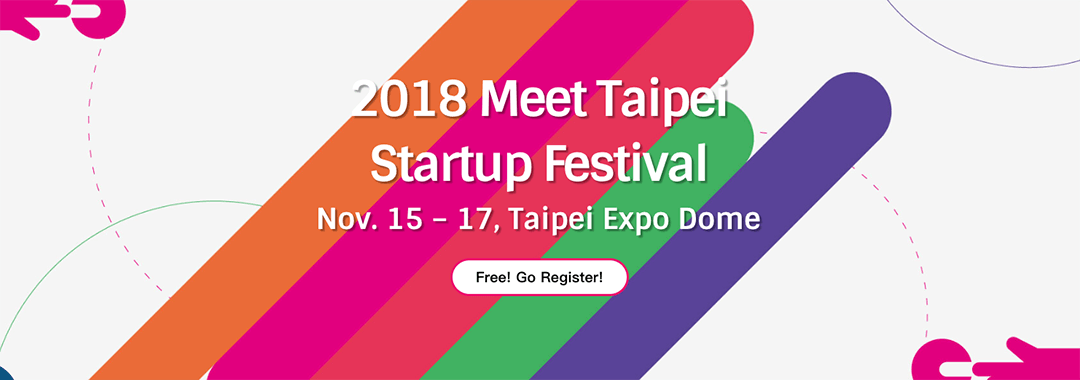 2018 Meet Taipei
Startup Festival
Nov. 15 – 17, Taipei Expo Dome
Free! Go Register!